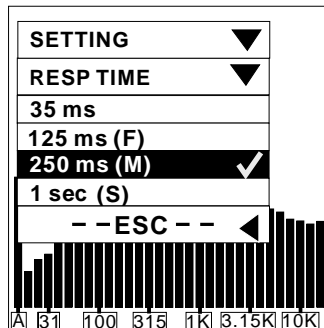 SETTING
RESP TIME
35 ms
125 ms (F)
250 ms (M)
1 sec (S)
--ESC--
A 31 100 315 1K 3.15K 10K